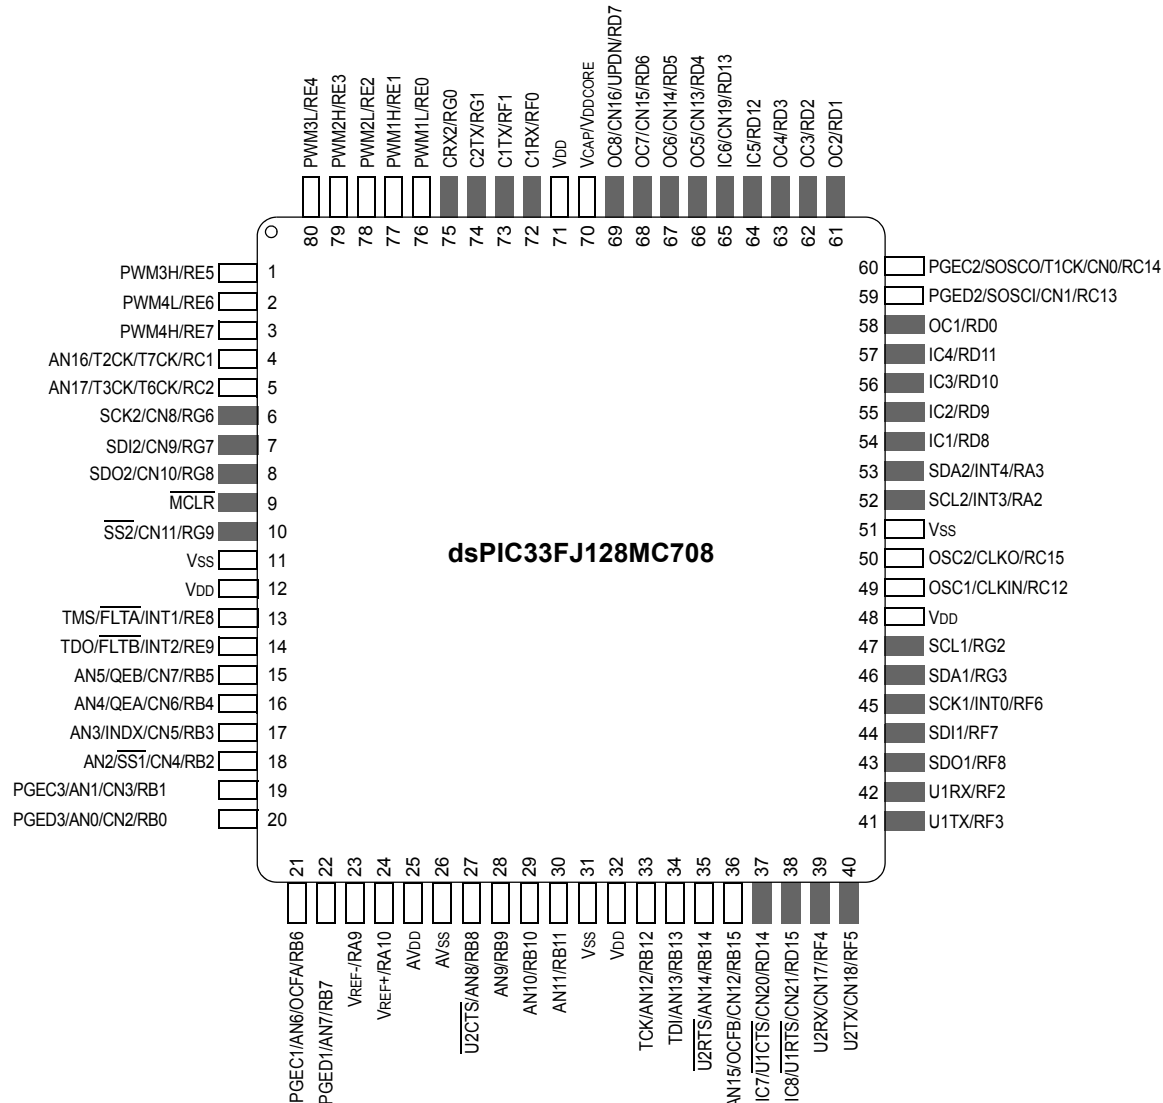 PWM3L/RE4
PWM2H/RE3
PWM2L/RE2
PWM1H/RE1
PWM1L/RE0
CRX2/RG0
C2TX/RG1
C1TX/RF1
C1RX/RF0
VDD
VCAP/VDDCORE
OC8/CN16/UPDN/RD7
OC7/CN15/RD6
OC6/CN14/RD5
OC5/CN13/RD4
IC6/CN19/RD13
IC5/RD12
OC4/RD3
OC3/RD2
OC2/RD1
80
79
78
77
76
75
74
73
72
71
70
69
68
67
66
65
64
63
62
61
PWM3H/RE5 1
PWM4L/RE6 2
PWM4H/RE7 3
AN16/T2CK/T7CK/RC1 4
AN17/T3CK/T6CK/RC2 5
SCK2/CN8/RG6 6
SDI2/CN9/RG7 7
SDO2/CN10/RG8 8
MCLR 9
SS2/CN11/RG9 10
VSS 11
VDD 12
TMS/FLTA/INT1/RE8 13
TDO/FLTB/INT2/RE9 14
AN5/QEB/CN7/RB5 15
AN4/QEA/CN6/RB4 16
AN3/INDX/CN5/RB3 17
AN2/SS1/CN4/RB2 18
PGEC3/AN1/CN3/RB1 19
PGED3/AN0/CN2/RB0 20
dsPIC33FJ128MC708
60 PGEC2/SOSCO/T1CK/CN0/RC14
59 PGED2/SOSCI/CN1/RC13
58 OC1/RD0
57 IC4/RD11
56 IC3/RD10
55 IC2/RD9
54 IC1/RD8
53 SDA2/INT4/RA3
52 SCL2/INT3/RA2
51 VSS
50 OSC2/CLKO/RC15
49 OSC1/CLKIN/RC12
48 VDD
47 SCL1/RG2
46 SDA1/RG3
45 SCK1/INT0/RF6
44 SDI1/RF7
43 SDO1/RF8
42 U1RX/RF2
41 U1TX/RF3
21
22
23
24
25
26
27
28
29
30
31
32
33
34
35
36
37
38
39
40
PGEC1/AN6/OCFA/RB6
PGED1/AN7/RB7
VREF-/RA9
VREF+/RA10
AVDD
AVSS
U2CTS/AN8/RB8
AN9/RB9
AN10/RB10
AN11/RB11
VSS
VDD
TCK/AN12/RB12
TDI/AN13/RB13
U2RTS/AN14/RB14
AN15/OCFB/CN12/RB15
IC7/U1CTS/CN20/RD14
IC8/U1RTS/CN21/RD15
U2RX/CN17/RF4
U2TX/CN18/RF5